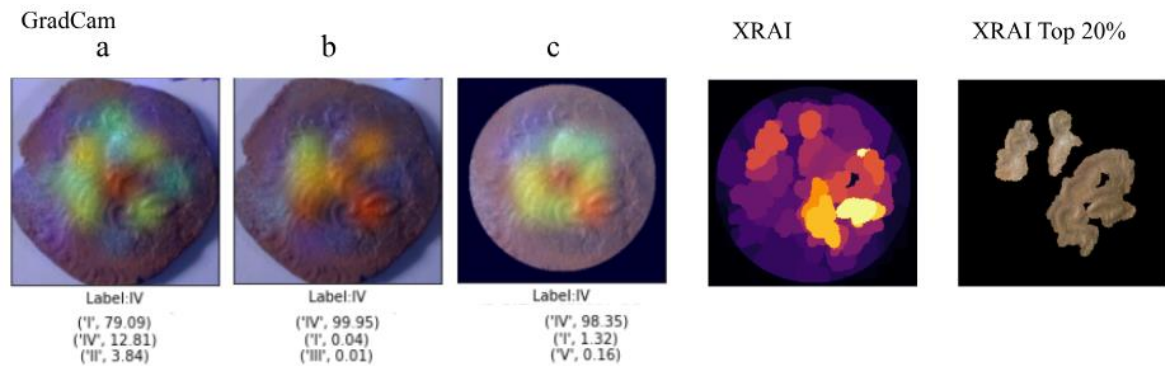 GradCam
a
b
c
XRAI
XRAI Top 20%
Label:IV
('I', 79.09)
('IV', 12.81)
('II', 3.84)
Label:IV
('IV', 99.95)
('I', 0.04)
('III', 0.01)
Label:IV
('IV', 98.35)
('I', 1.32)
('V', 0.16)